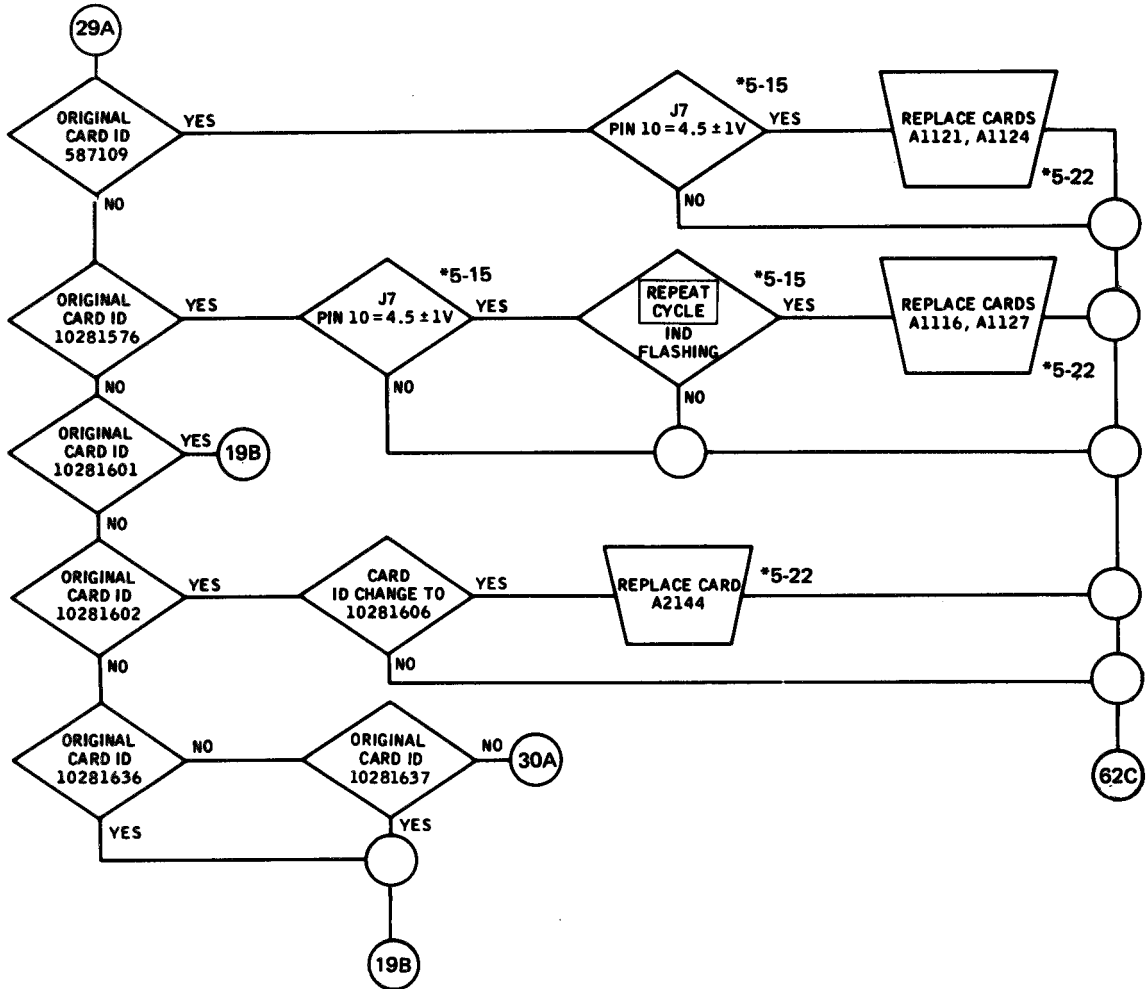 29A
ORIGINAL
CARD ID
587109
YES
NO
J7
PIN 10 = 4.5 ± 1V
*5-15
YES
NO
REPLACE CARDS
A1121, A1124
*5-22
ORIGINAL
CARD ID
10281576
YES
NO
J7
PIN 10 = 4.5 ± 1V
*5-15
YES
NO
REPEAT
CYCLE
IND
FLASHING
*5-15
YES
NO
REPLACE CARDS
A1116, A1127
*5-22
ORIGINAL
CARD ID
10281601
YES
19B
NO
ORIGINAL
CARD ID
10281602
YES
NO
CARD
ID CHANGE TO
10281606
YES
NO
REPLACE CARD
A2144
*5-22
ORIGINAL
CARD ID
10281636
NO
YES
ORIGINAL
CARD ID
10281637
NO
30A
YES
62C
19B